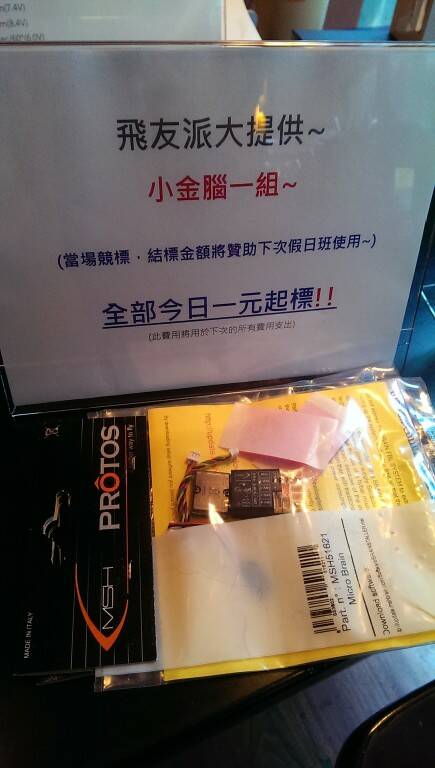 飛友派大提供~
小金腦一組~
(當場競標，結標金額將贊助下次假日班使用~)
全部今日一元起標!!
(此費用將用於下次的所有費用支出)
PRÔTOS
MSH
MADE IN ITALY
Part. n° : MSH51621
Micro Brain
Download software